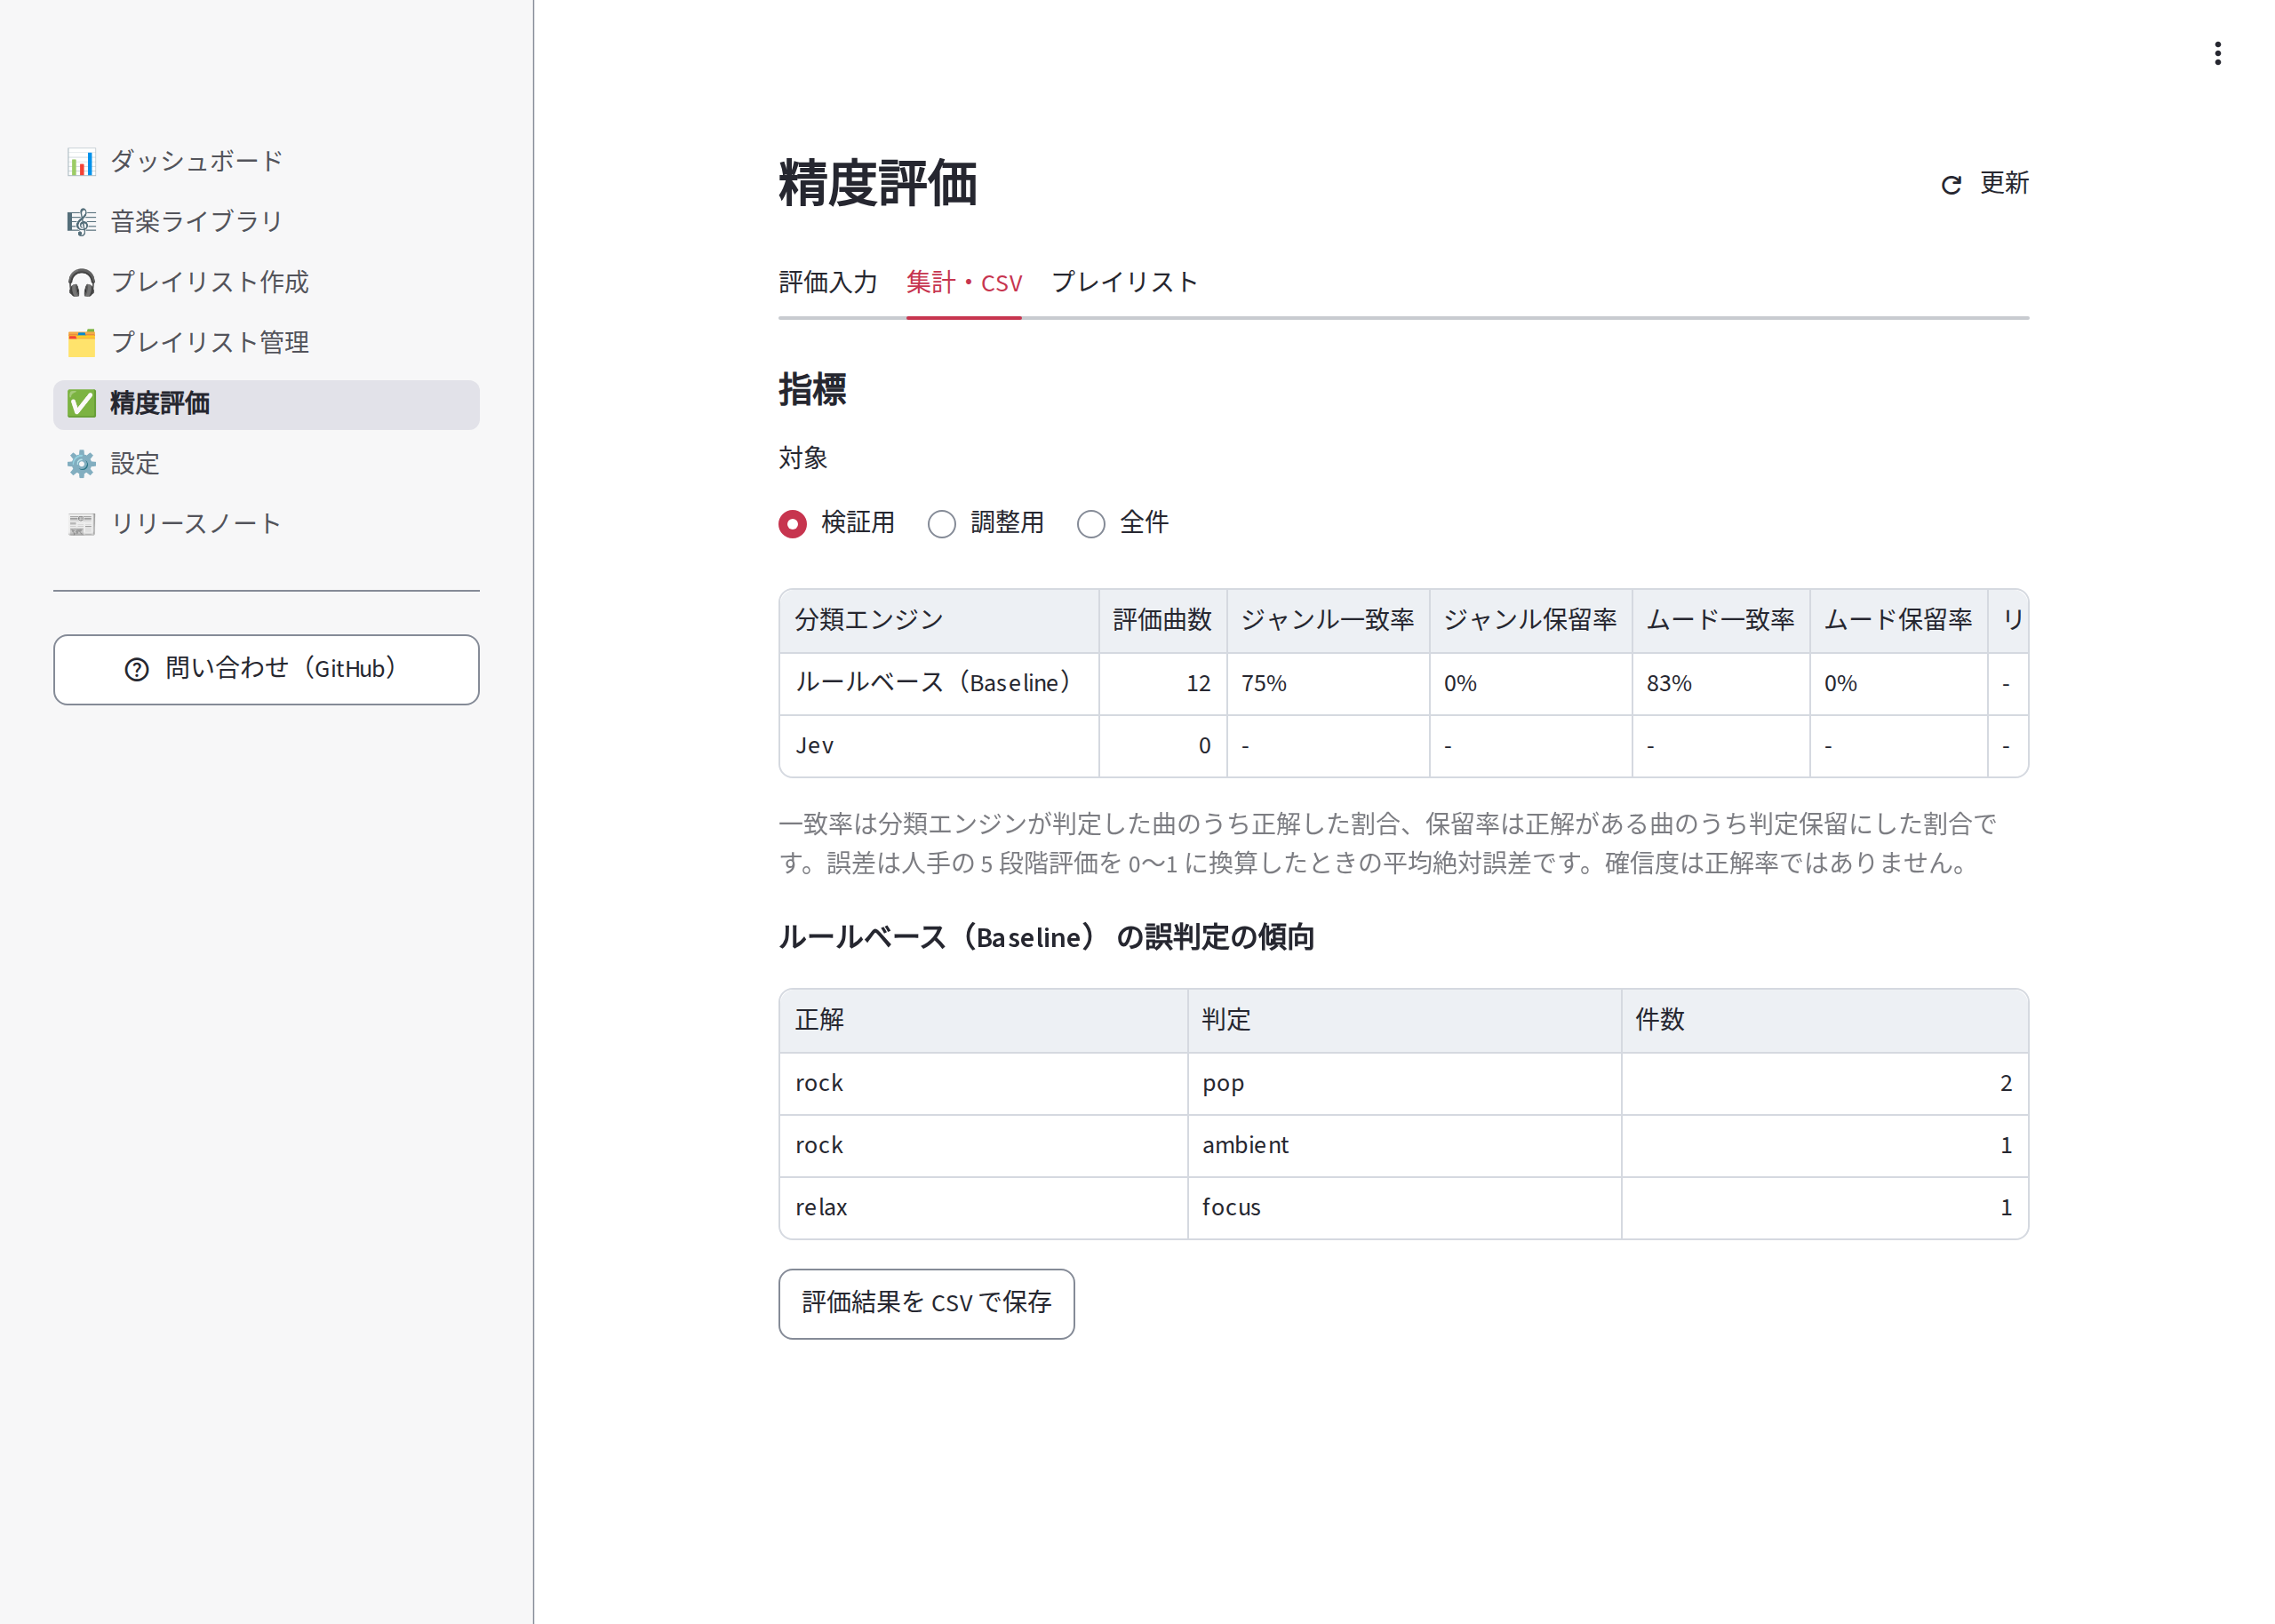 ダッシュボード
音楽ライブラリ
プレイリスト作成
プレイリスト管理
精度評価
設定
リリースノート
問い合わせ（GitHub）
精度評価
更新
評価入力 集計・CSV プレイリスト
指標
対象
検証用 調整用 全件
分類エンジン 評価曲数 ジャンル一致率 ジャンル保留率 ムード一致率 ムード保留率 リ
ルールベース（Baseline） 12 75% 0% 83% 0% -
Jev 0 - - - - -
一致率は分類エンジンが判定した曲のうち正解した割合、保留率は正解がある曲のうち判定保留にした割合で
す。誤差は人手の 5 段階評価を 0〜1 に換算したときの平均絶対誤差です。確信度は正解率ではありません。
ルールベース（Baseline） の誤判定の傾向
正解 判定 件数
rock pop 2
rock ambient 1
relax focus 1
評価結果を CSV で保存